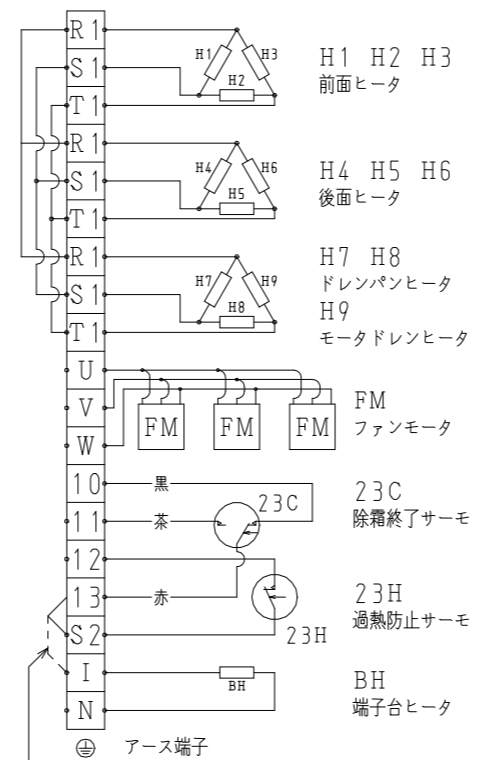 R1
H1 H3
H1 H2 H3
S1
H2
前面ヒータ
T1
R1
H4 H6
H4 H5 H6
S1
H5
後面ヒータ
T1
R1
H7 H8
H7 H9
ドレンパンヒータ
S1
H8
H9
T1
モータドレンヒータ
U
V
FM FM FM
FM
ファンモータ
W
10 黒
23C
23C
11 茶
除霜終了サーモ
12
13 赤
23H
過熱防止サーモ
S2
23H
I
BH
BH
端子台ヒータ
N
アース端子